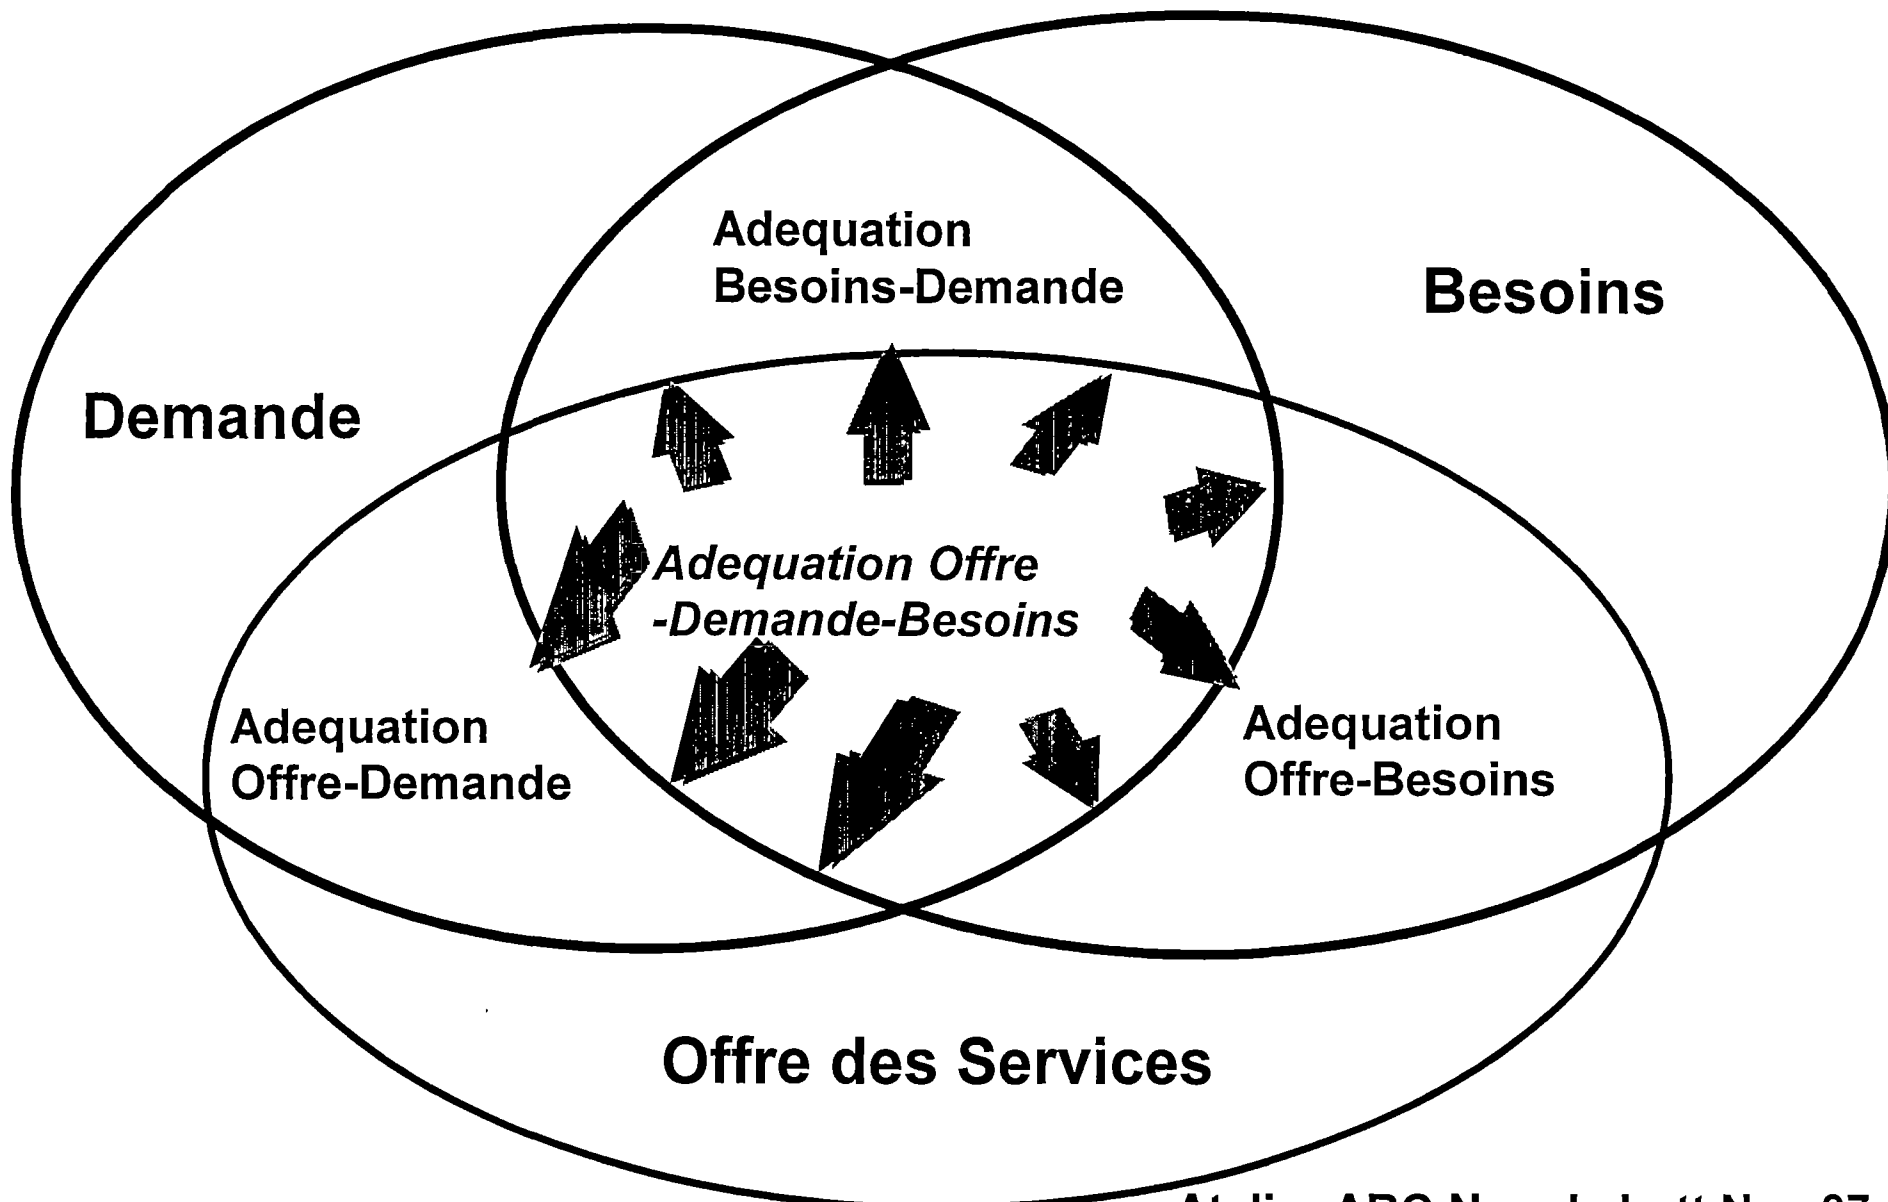 Adequation
Besoins-Demande
Besoins
Demande
Adequation Offre
-Demande-Besoins
Adequation
Offre-Demande
Adequation
Offre-Besoins
Offre des Services